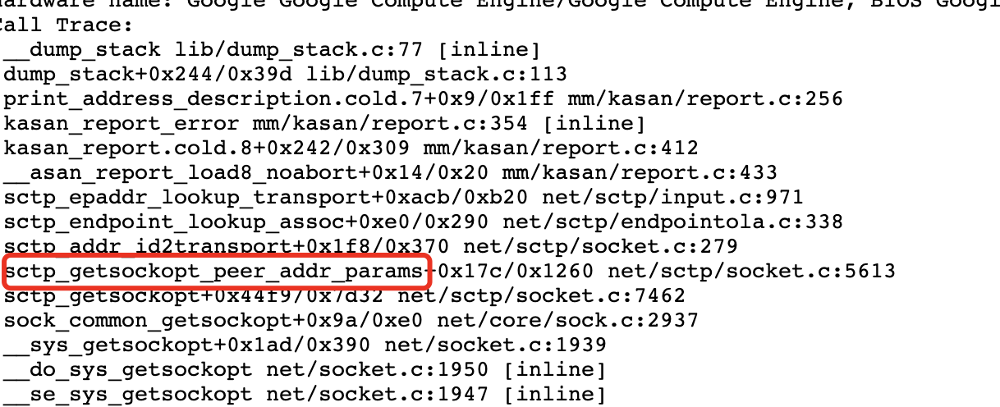 ardware name: Google Google Compute Engine/Google Compute Engine, BIOS Googl
Call Trace:
__dump_stack lib/dump_stack.c:77 [inline]
dump_stack+0x244/0x39d lib/dump_stack.c:113
print_address_description.cold.7+0x9/0x1ff mm/kasan/report.c:256
kasan_report_error mm/kasan/report.c:354 [inline]
kasan_report.cold.8+0x242/0x309 mm/kasan/report.c:412
__asan_report_load8_noabort+0x14/0x20 mm/kasan/report.c:433
sctp_epaddr_lookup_transport+0xacb/0xb20 net/sctp/input.c:971
sctp_endpoint_lookup_assoc+0xe0/0x290 net/sctp/endpointola.c:338
sctp_addr_id2transport+0x1f8/0x370 net/sctp/socket.c:279
sctp_getsockopt_peer_addr_params+0x17c/0x1260 net/sctp/socket.c:5613
sctp_getsockopt+0x44f9/0x7d32 net/sctp/socket.c:7462
sock_common_getsockopt+0x9a/0xe0 net/core/sock.c:2937
__sys_getsockopt+0x1ad/0x390 net/socket.c:1939
__do_sys_getsockopt net/socket.c:1950 [inline]
__se_sys_getsockopt net/socket.c:1947 [inline]